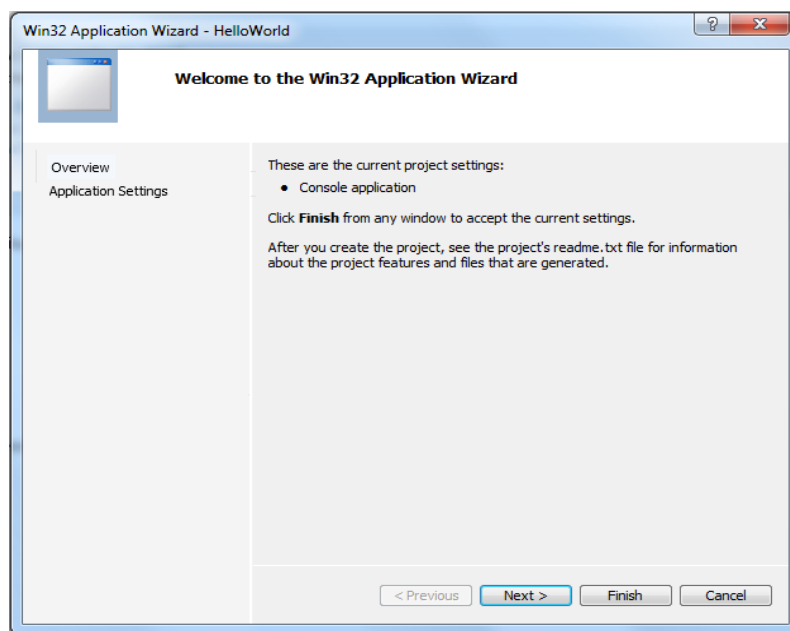 Win32 Application Wizard - HelloWorld
Welcome to the Win32 Application Wizard
Overview
Application Settings
These are the current project settings:
• Console application
Click Finish from any window to accept the current settings.
After you create the project, see the project's readme.txt file for information
about the project features and files that are generated.
< Previous
Next >
Finish
Cancel